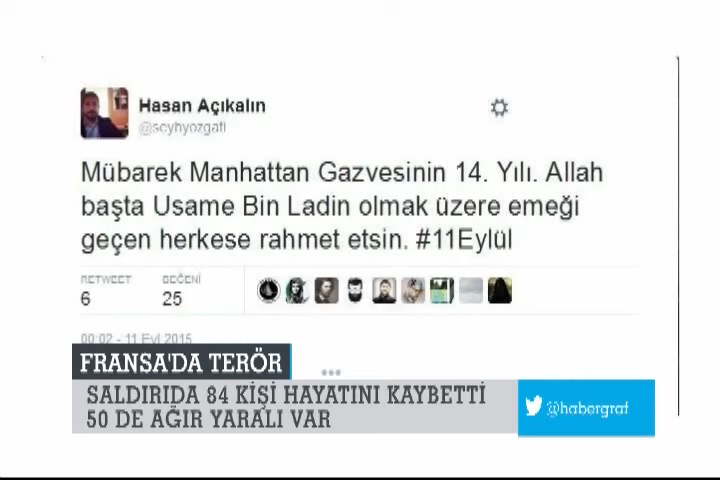 Hasan Açıkalın
@seyhyozgati
Mübarek Manhattan Gazvesinin 14. Yılı. Allah
başta Usame Bin Ladin olmak üzere emeği
geçen herkese rahmet etsin. #11Eylül
RETWEET BEĞENİ
6 25
00:02 - 11 Eyl 2015
FRANSA'DA TERÖR
SALDIRIDA 84 KİŞİ HAYATINI KAYBETTİ
50 DE AĞIR YARALI VAR
@habergraf